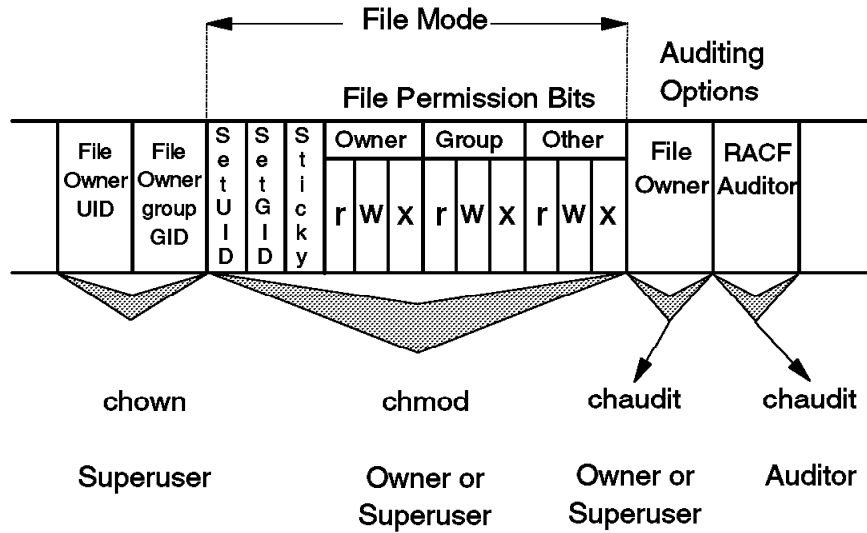 File Mode
Auditing
Options
File Permission Bits
File
Owner
UID
File
Owner
group
GID
SetUID
SetGID
Sticky
Owner
r w x
Group
r w x
Other
r w x
File
Owner
RACF
Auditor
chown
chmod
chaudit
chaudit
Superuser
Owner or
Superuser
Owner or
Superuser
Auditor